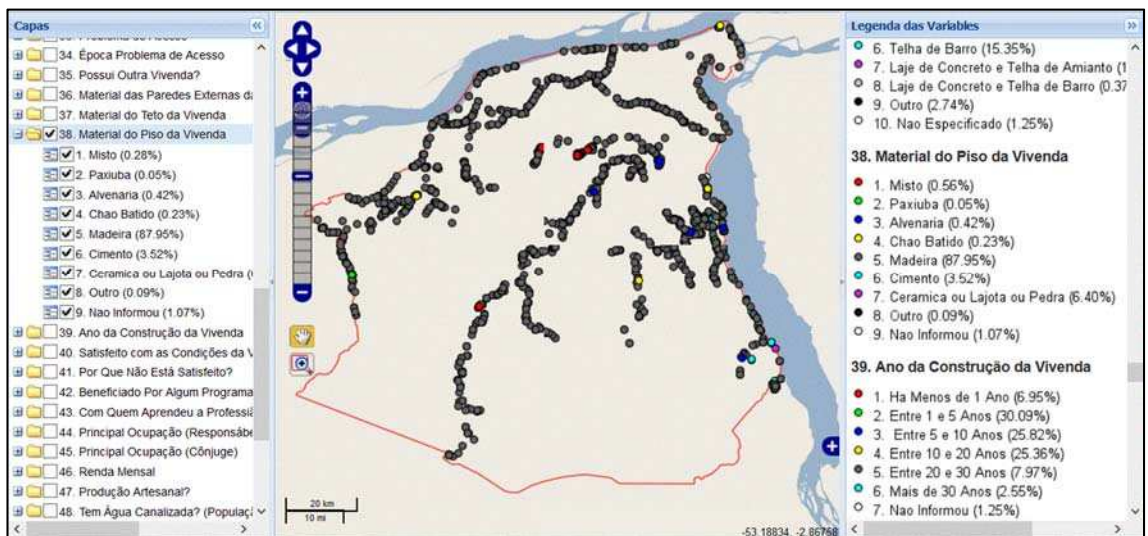 Capas
34. Época Problema de Acesso
35. Possui Outra Vivenda?
36. Material das Paredes Externas da
37. Material do Teto da Vivenda
38. Material do Piso da Vivenda
1. Misto (0.28%)
2. Paxiuba (0.05%)
3. Alvenaria (0.42%)
4. Chao Batido (0.23%)
5. Madeira (87.95%)
6. Cimento (3.52%)
7. Ceramica ou Lajota ou Pedra (
8. Outro (0.09%)
9. Nao Informou (1.07%)
39. Ano da Construção da Vivenda
40. Satisfeito com as Condições da V
41. Por Que Não Está Satisfeito?
42. Beneficiado Por Algum Programa
43. Com Quem Aprendeu a Professiã
44. Principal Ocupação (Responsábe
45. Principal Ocupação (Cônjuge)
46. Renda Mensal
47. Produção Artesanal?
48. Tem Água Canalizada? (Populaç
20 km
10 mi
-53.18834, -2.86758
Legenda das Variables
6. Telha de Barro (15.35%)
7. Laje de Concreto e Telha de Amianto (1
8. Laje de Concreto e Telha de Barro (0.37
9. Outro (2.74%)
10. Nao Especificado (1.25%)
38. Material do Piso da Vivenda
1. Misto (0.56%)
2. Paxiuba (0.05%)
3. Alvenaria (0.42%)
4. Chao Batido (0.23%)
5. Madeira (87.95%)
6. Cimento (3.52%)
7. Ceramica ou Lajota ou Pedra (6.40%)
8. Outro (0.09%)
9. Nao Informou (1.07%)
39. Ano da Construção da Vivenda
1. Ha Menos de 1 Ano (6.95%)
2. Entre 1 e 5 Anos (30.09%)
3. Entre 5 e 10 Anos (25.82%)
4. Entre 10 e 20 Anos (25.36%)
5. Entre 20 e 30 Anos (7.97%)
6. Mais de 30 Anos (2.55%)
7. Nao Informou (1.25%)